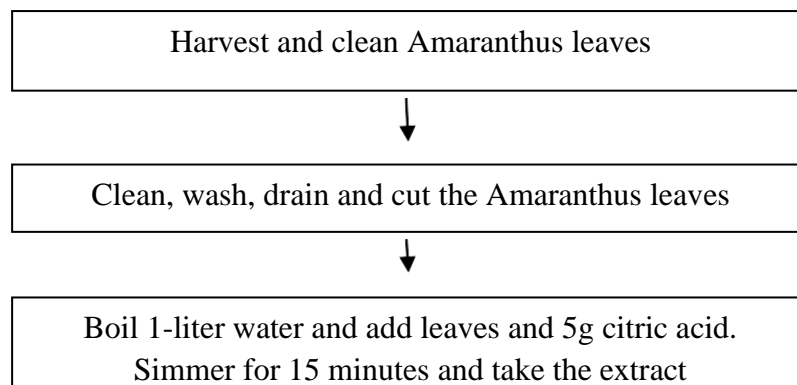 Harvest and clean Amaranthus leaves
Clean, wash, drain and cut the Amaranthus leaves
Boil 1-liter water and add leaves and 5g citric acid.
Simmer for 15 minutes and take the extract